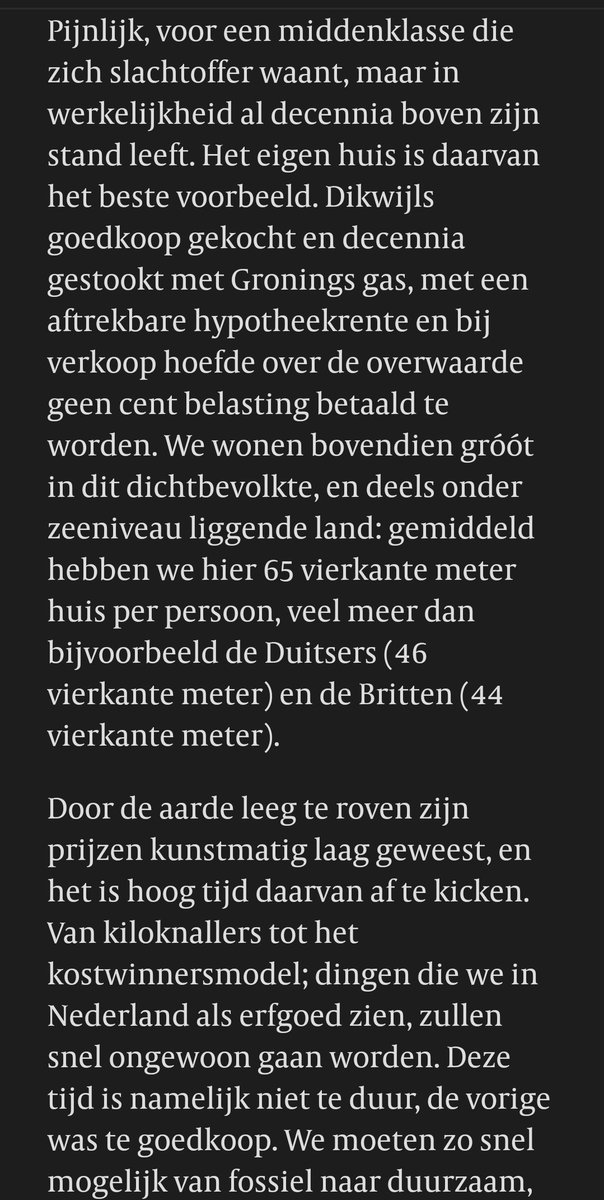 Pijnlijk, voor een middenklasse die
zich slachtoffer waant, maar in
werkelijkheid al decennia boven zijn
stand leeft. Het eigen huis is daarvan
het beste voorbeeld. Dikwijls
goedkoop gekocht en decennia
gestookt met Gronings gas, met een
aftrekbare hypotheekrente en bij
verkoop hoefde over de overwaarde
geen cent belasting betaald te
worden. We wonen bovendien gróót
in dit dichtbevolkte, en deels onder
zeeniveau liggende land: gemiddeld
hebben we hier 65 vierkante meter
huis per persoon, veel meer dan
bijvoorbeeld de Duitsers (46
vierkante meter) en de Britten (44
vierkante meter).
Door de aarde leeg te roven zijn
prijzen kunstmatig laag geweest, en
het is hoog tijd daarvan af te kicken.
Van kiloknallers tot het
kostwinnersmodel; dingen die we in
Nederland als erfgoed zien, zullen
snel ongewoon gaan worden. Deze
tijd is namelijk niet te duur, de vorige
was te goedkoop. We moeten zo snel
mogelijk van fossiel naar duurzaam,